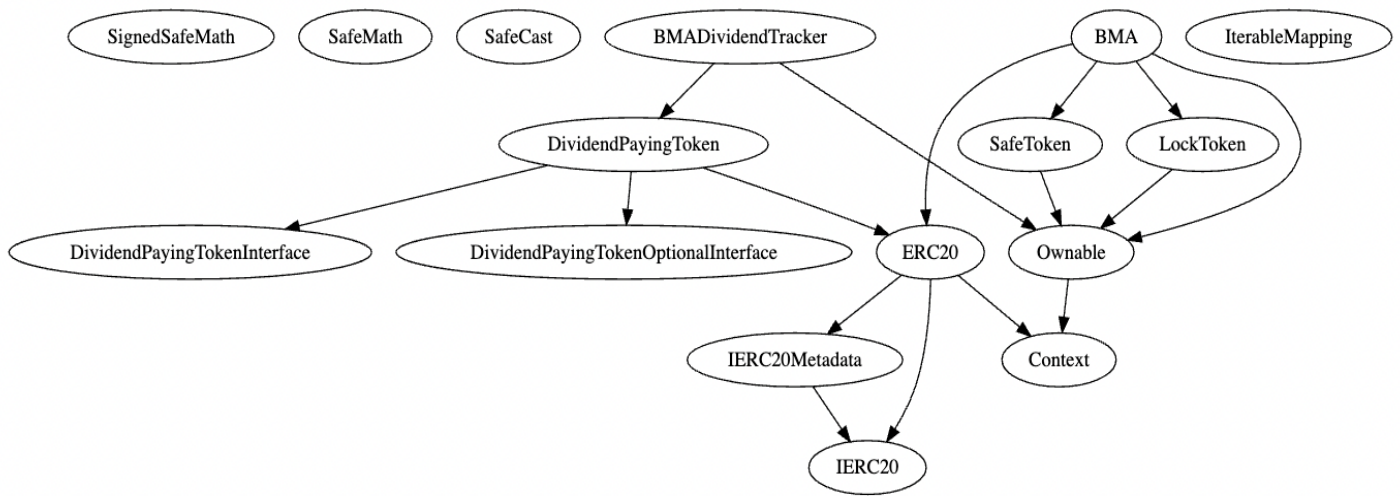 SignedSafeMath
SafeMath
SafeCast
BMADividendTracker
BMA
IterableMapping
DividendPayingToken
SafeToken
LockToken
DividendPayingTokenInterface
DividendPayingTokenOptionalInterface
ERC20
Ownable
IERC20Metadata
Context
IERC20